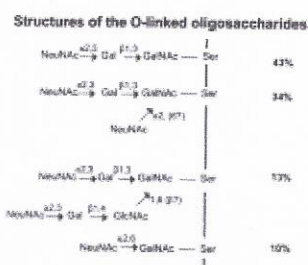 Structures of the O-linked oligosaccharides
α2,3 β1,3
NeuNAc Gal GalNAc Ser 43%
α2,3 β1,3
NeuNAc Gal GalNAc Ser 34%
NeuNAc
α2,3 β1,3
NeuNAc Gal GalNAc Ser 13%
α2,3 β1,4
NeuNAc Gal GlcNAc
α2,6
NeuNAc GalNAc Ser 10%